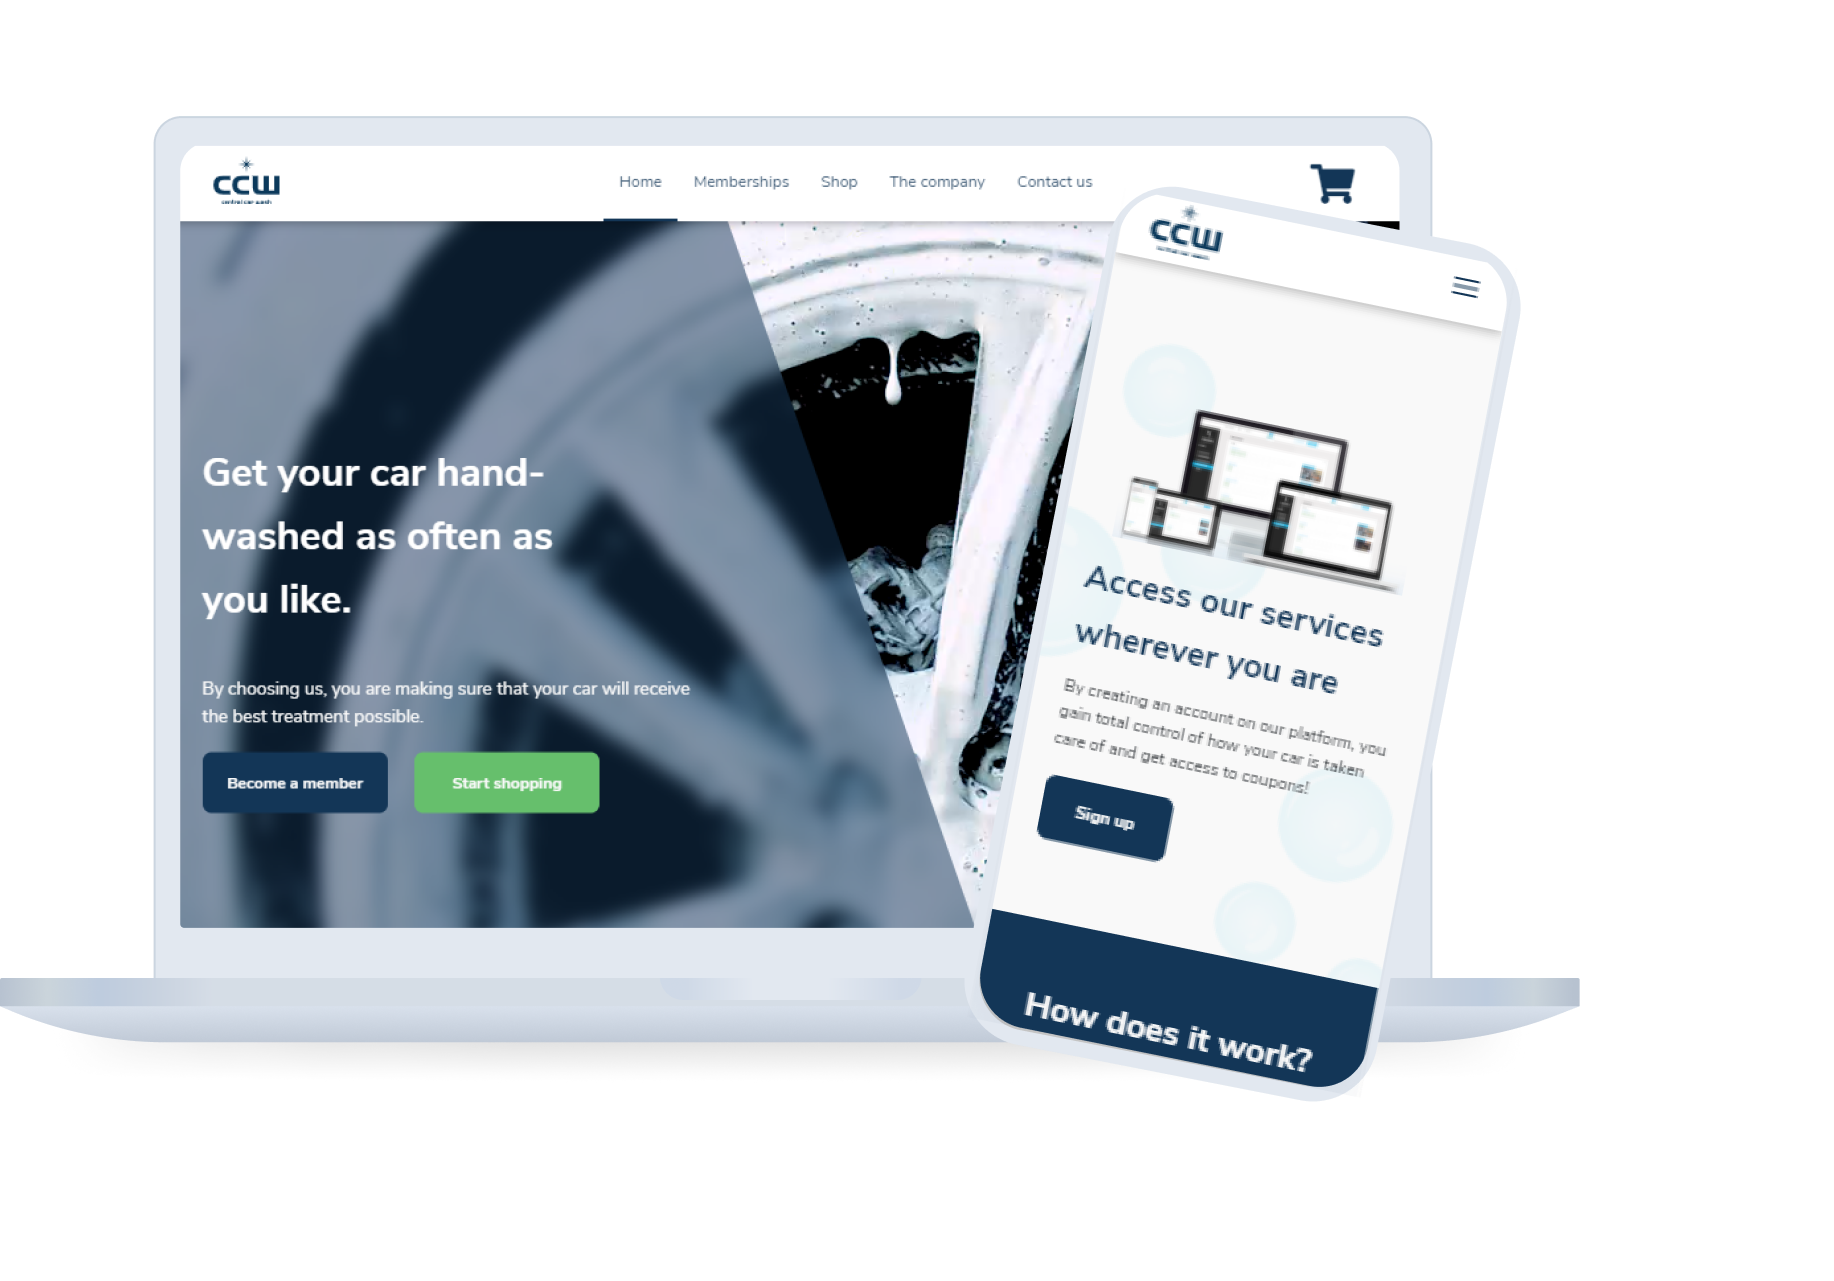 CCW
central car wash
Home
Memberships
Shop
The company
Contact us
Get your car hand-
washed as often as
you like.
By choosing us, you are making sure that your car will receive
the best treatment possible.
Become a member
Start shopping
CCW
Access our services
wherever you are
By creating an account on our platform, you
gain total control of how your car is taken
care of and get access to coupons!
Sign up
How does it work?